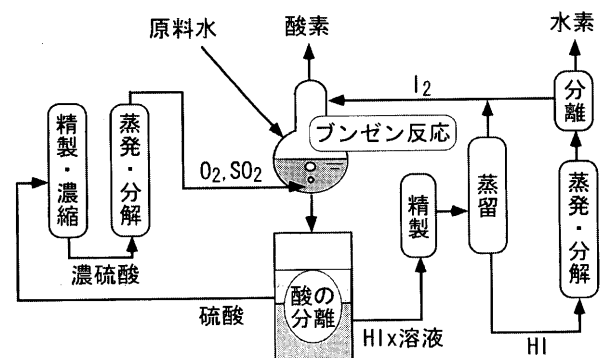 原料水
酸素
水素
I2
分離
ブンゼン反応
精製・濃縮
蒸発・分解
O2,SO2
精製
蒸留
蒸発・分解
濃硫酸
硫酸
酸の
分離
HIx溶液
HI